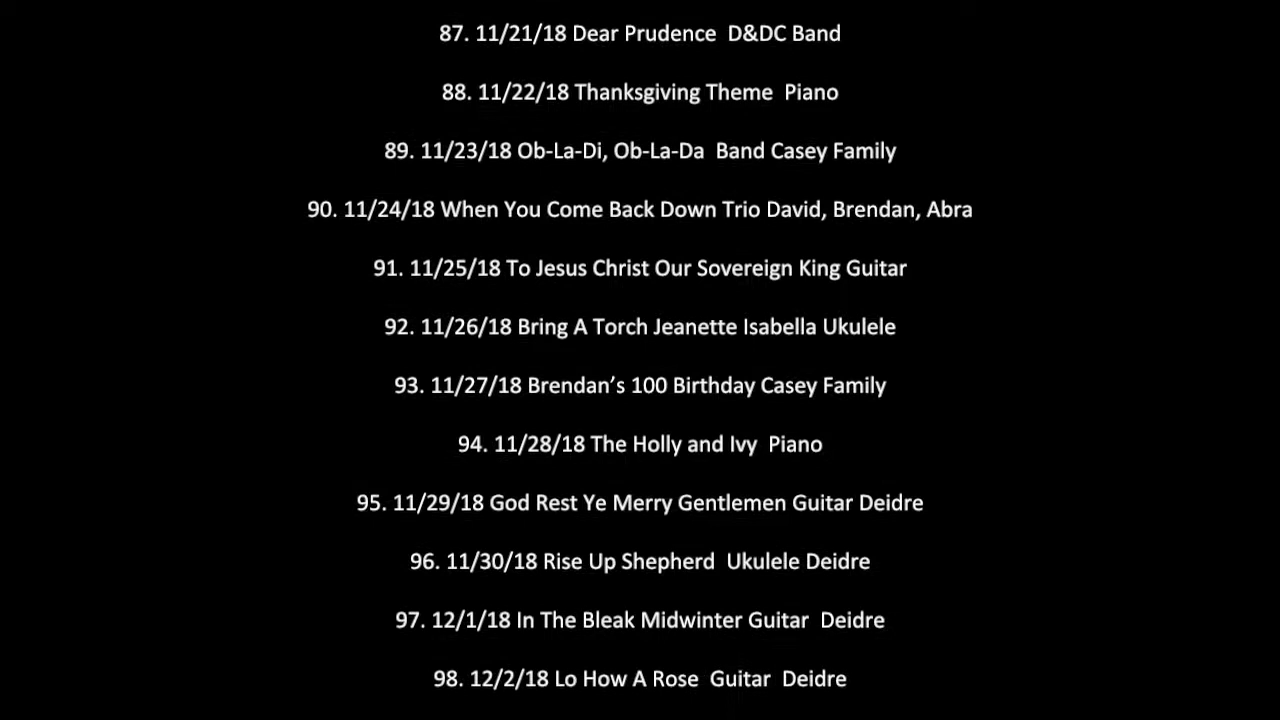 87. 11/21/18 Dear Prudence  D&DC Band
88. 11/22/18 Thanksgiving Theme  Piano
89. 11/23/18 Ob-La-Di, Ob-La-Da  Band Casey Family
90. 11/24/18 When You Come Back Down Trio David, Brendan, Abra
91. 11/25/18 To Jesus Christ Our Sovereign King Guitar
92. 11/26/18 Bring A Torch Jeanette Isabella Ukulele
93. 11/27/18 Brendan’s 100 Birthday Casey Family
94. 11/28/18 The Holly and Ivy  Piano
95. 11/29/18 God Rest Ye Merry Gentlemen Guitar Deidre
96. 11/30/18 Rise Up Shepherd  Ukulele Deidre
97. 12/1/18 In The Bleak Midwinter Guitar  Deidre
98. 12/2/18 Lo How A Rose  Guitar  Deidre